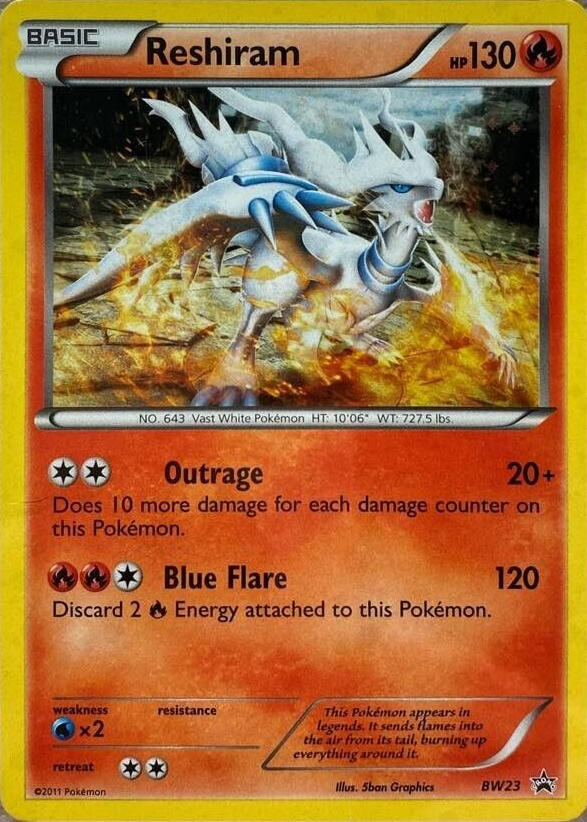 BASIC Reshiram HP130
NO. 643 Vast White Pokémon HT: 10'06" WT: 727.5 lbs.
Outrage 20+
Does 10 more damage for each damage counter on
this Pokémon.
Blue Flare 120
Discard 2 Energy attached to this Pokémon.
weakness resistance
×2
retreat
This Pokémon appears in
legends. It sends flames into
the air from its tail, burning up
everything around it.
©2011 Pokémon Illus. 5ban Graphics BW23 PROMO